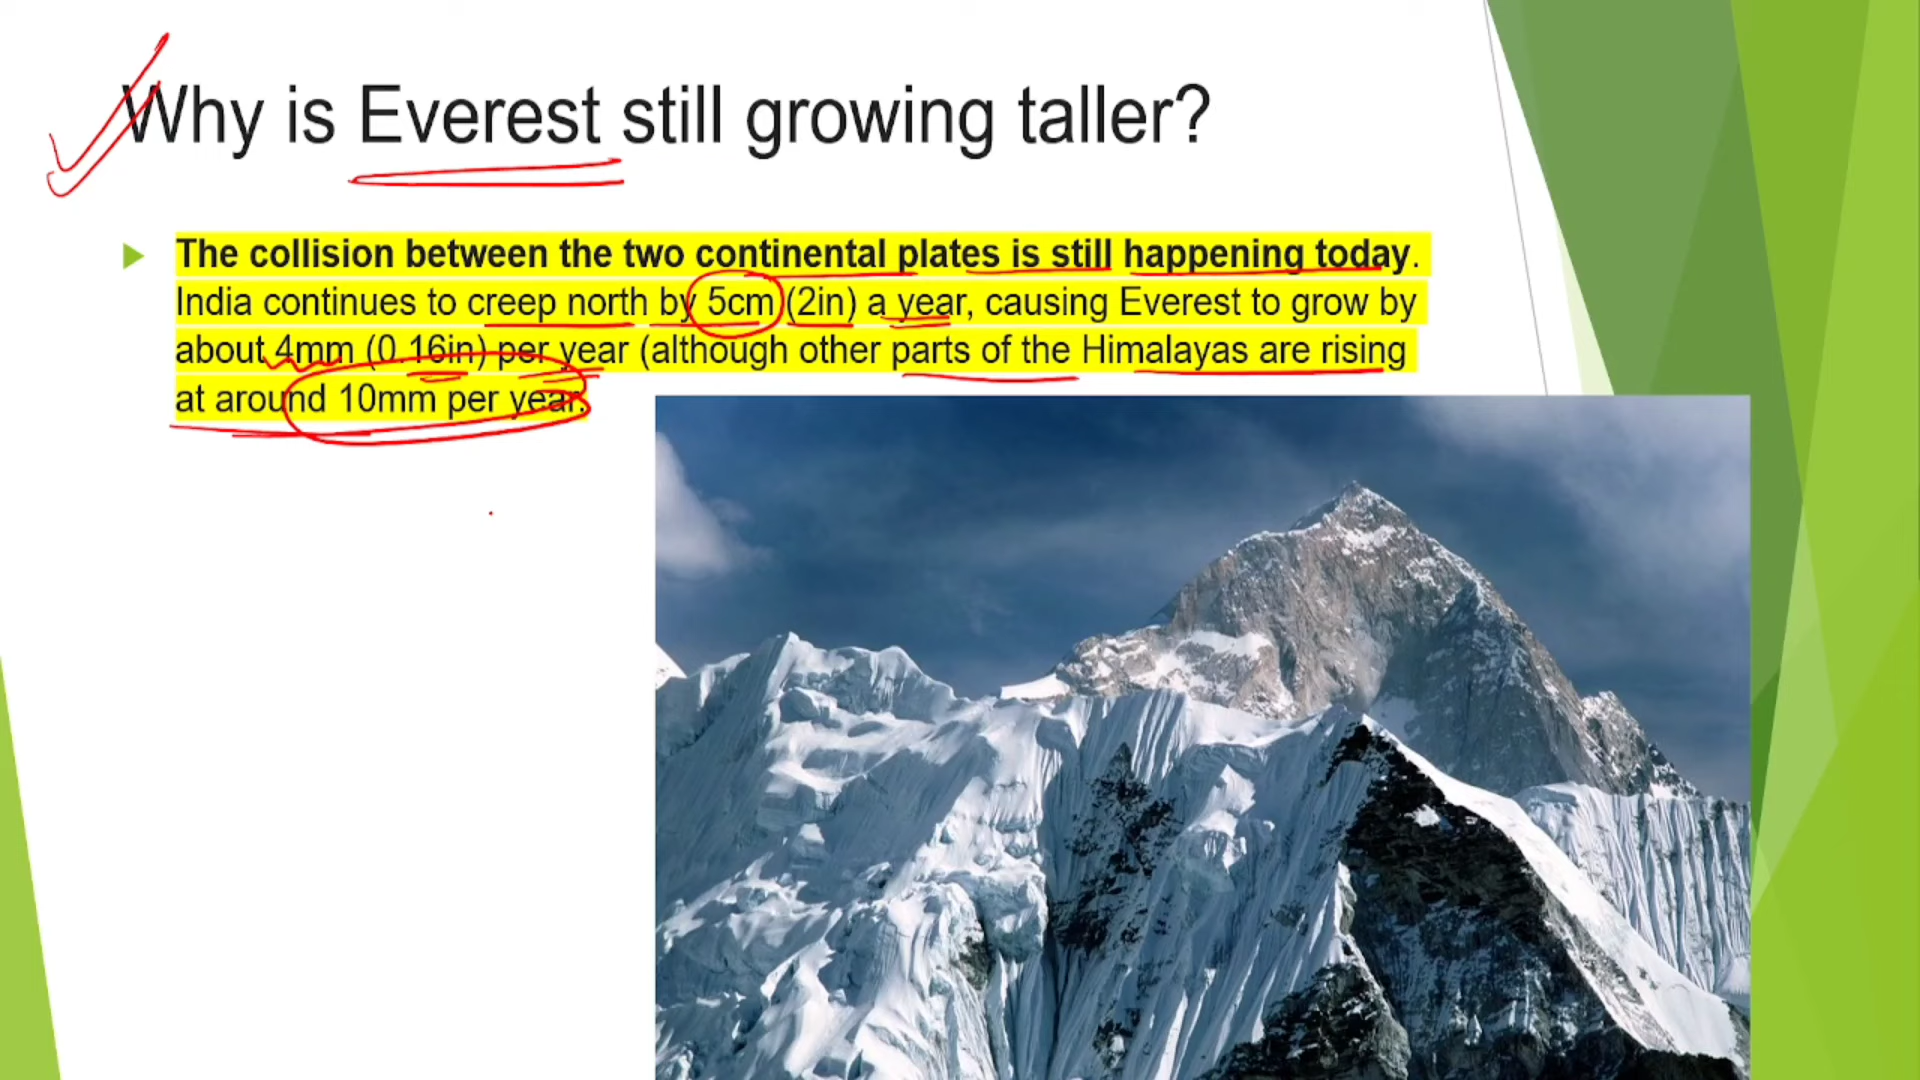 Why is Everest still growing taller?
The collision between the two continental plates is still happening today.
India continues to creep north by 5cm (2in) a year, causing Everest to grow by
about 4mm (0.16in) per year (although other parts of the Himalayas are rising
at around 10mm per year.